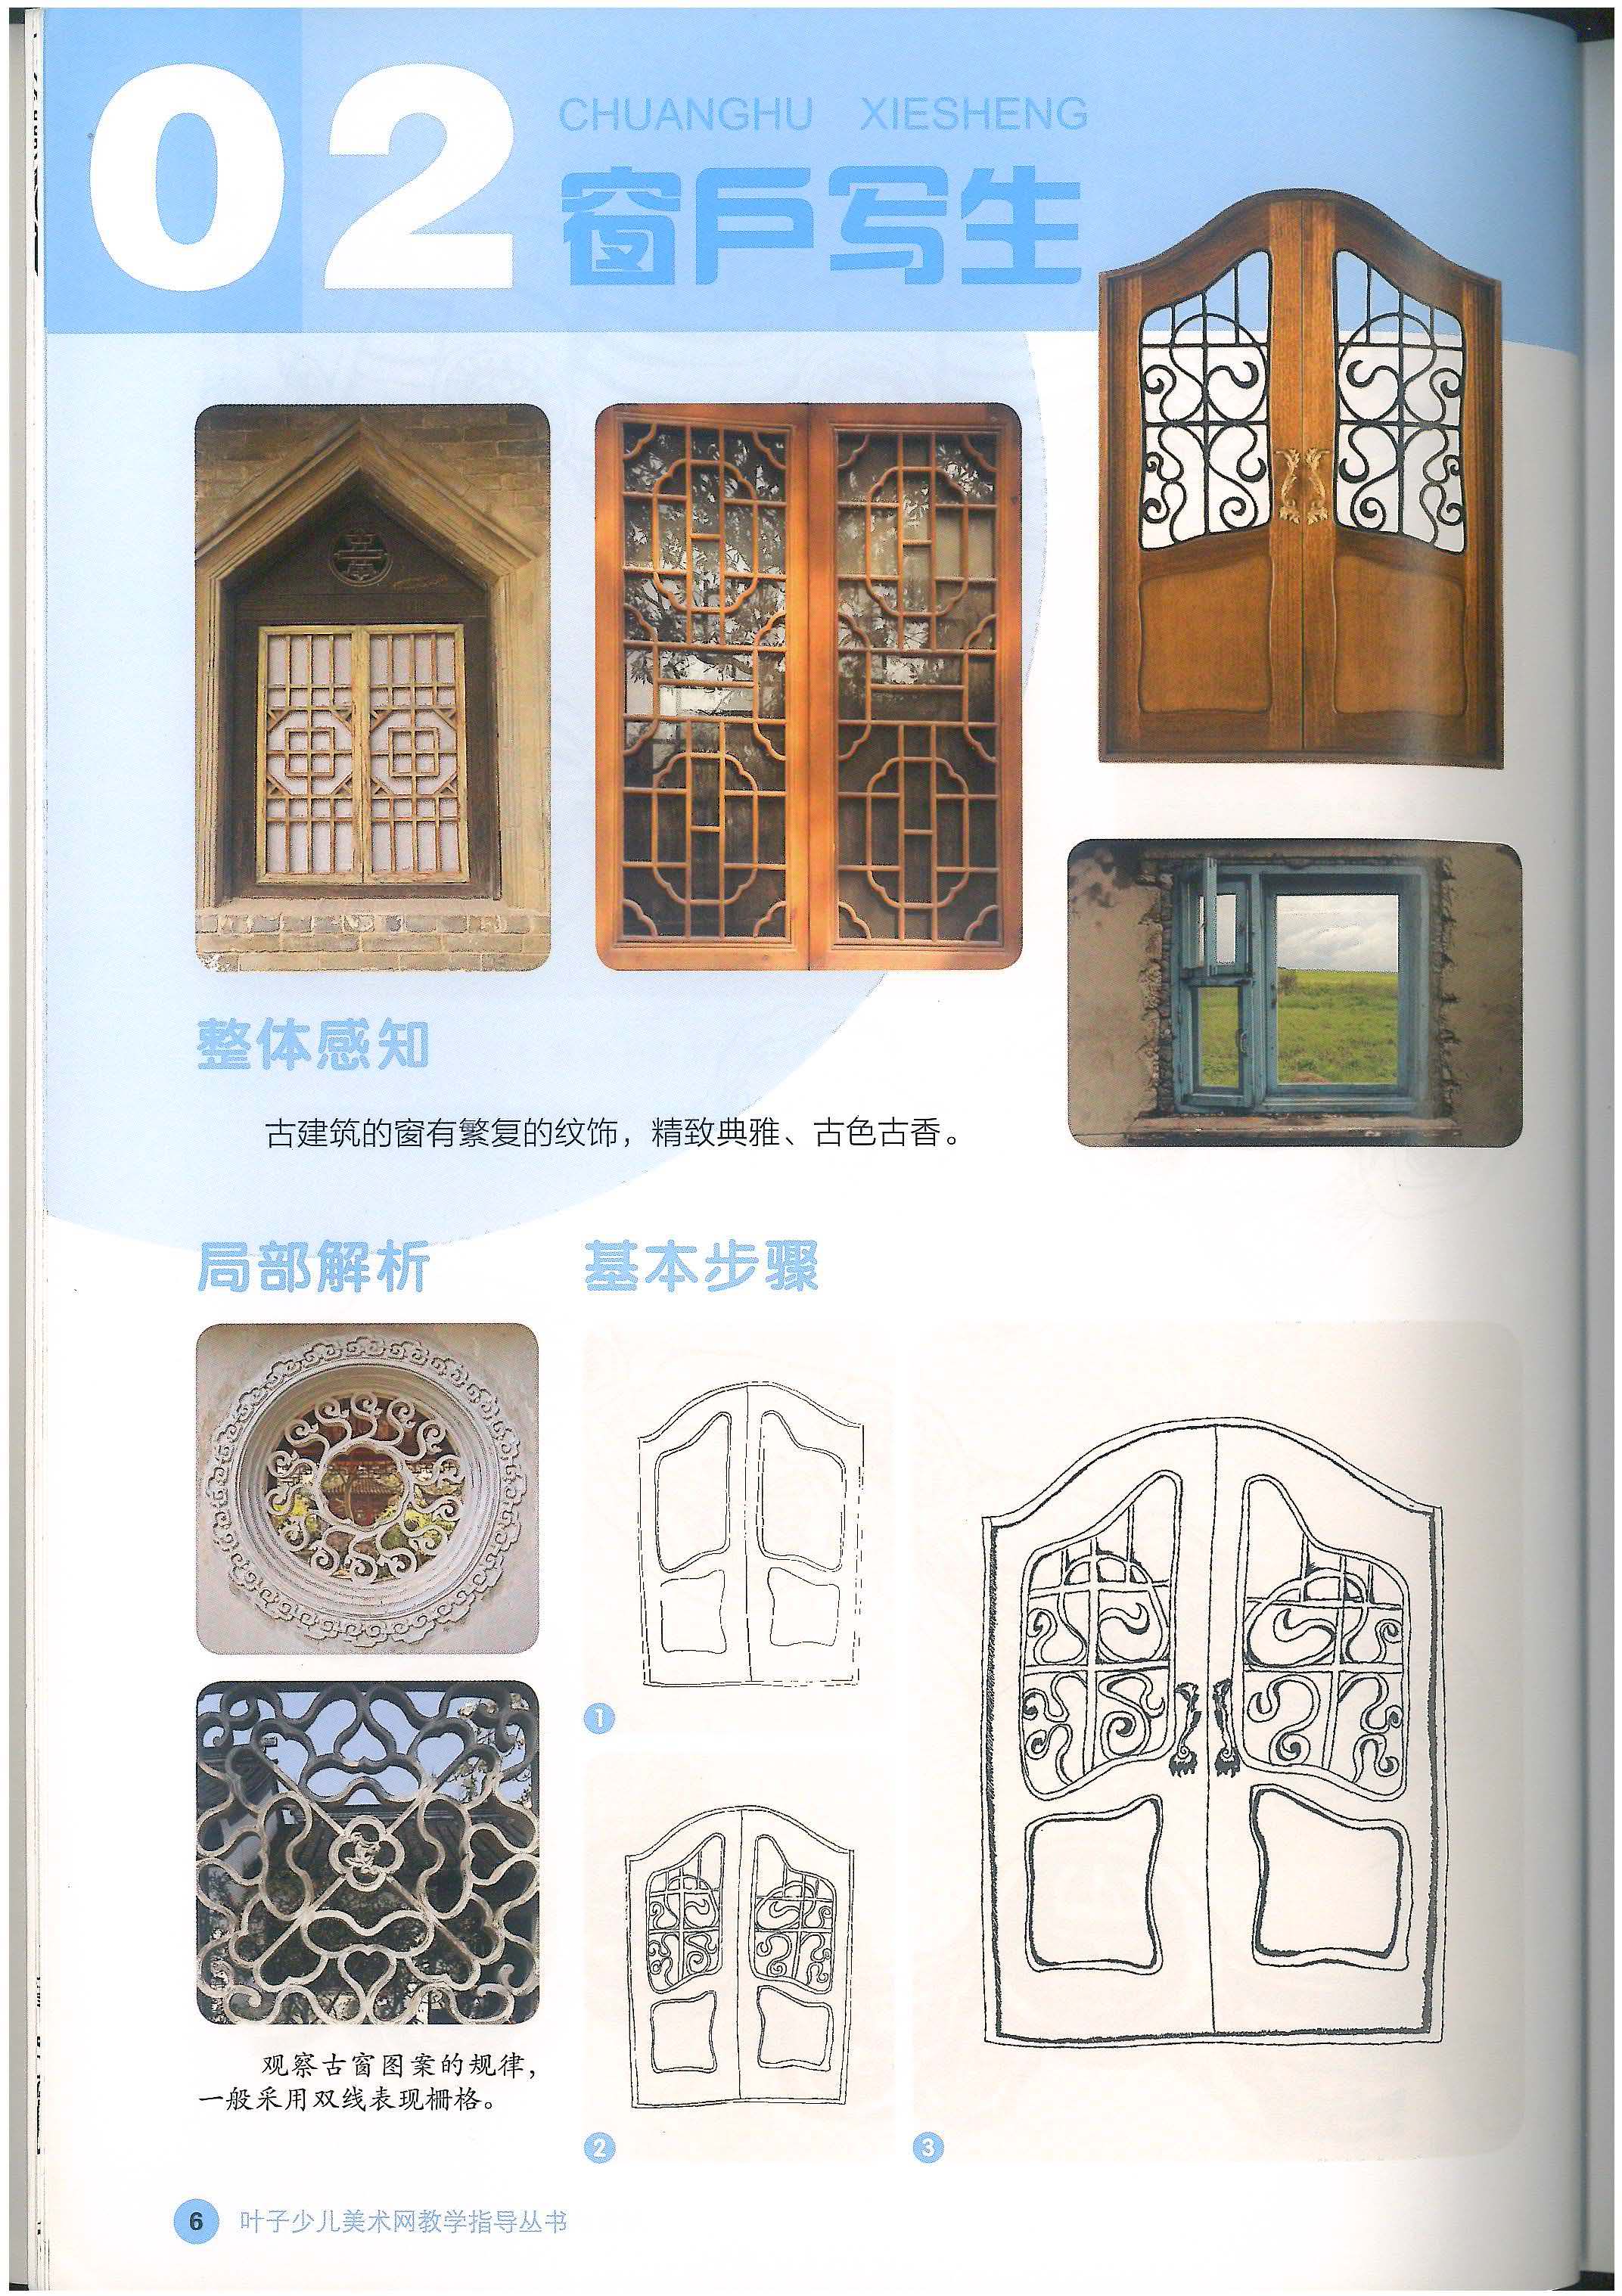 02
CHUANGHU XIESHENG
窗户写生
整体感知
古建筑的窗有繁复的纹饰，精致典雅、古色古香。
局部解析
基本步骤
1
2
3
观察古窗图案的规律，
一般采用双线表现栅格。
6 叶子少儿美术网教学指导丛书